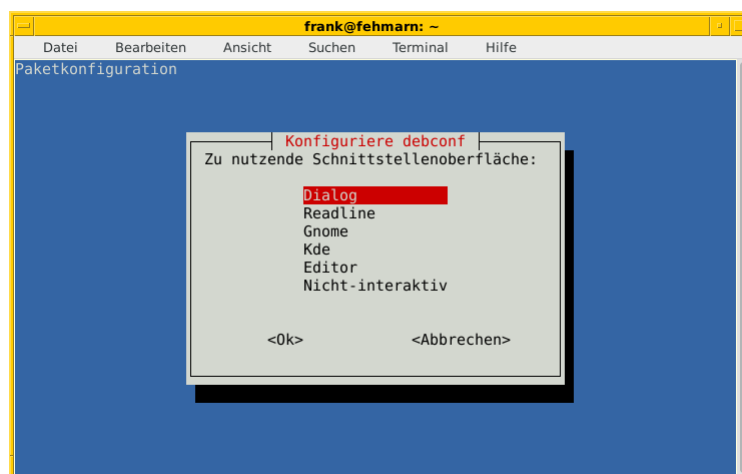 frank@fehmarn: ~
Datei Bearbeiten Ansicht Suchen Terminal Hilfe
Paketkonfiguration
Konfiguriere debconf
Zu nutzende Schnittstellenoberfläche:
Dialog
Readline
Gnome
Kde
Editor
Nicht-interaktiv
<Ok> <Abbrechen>